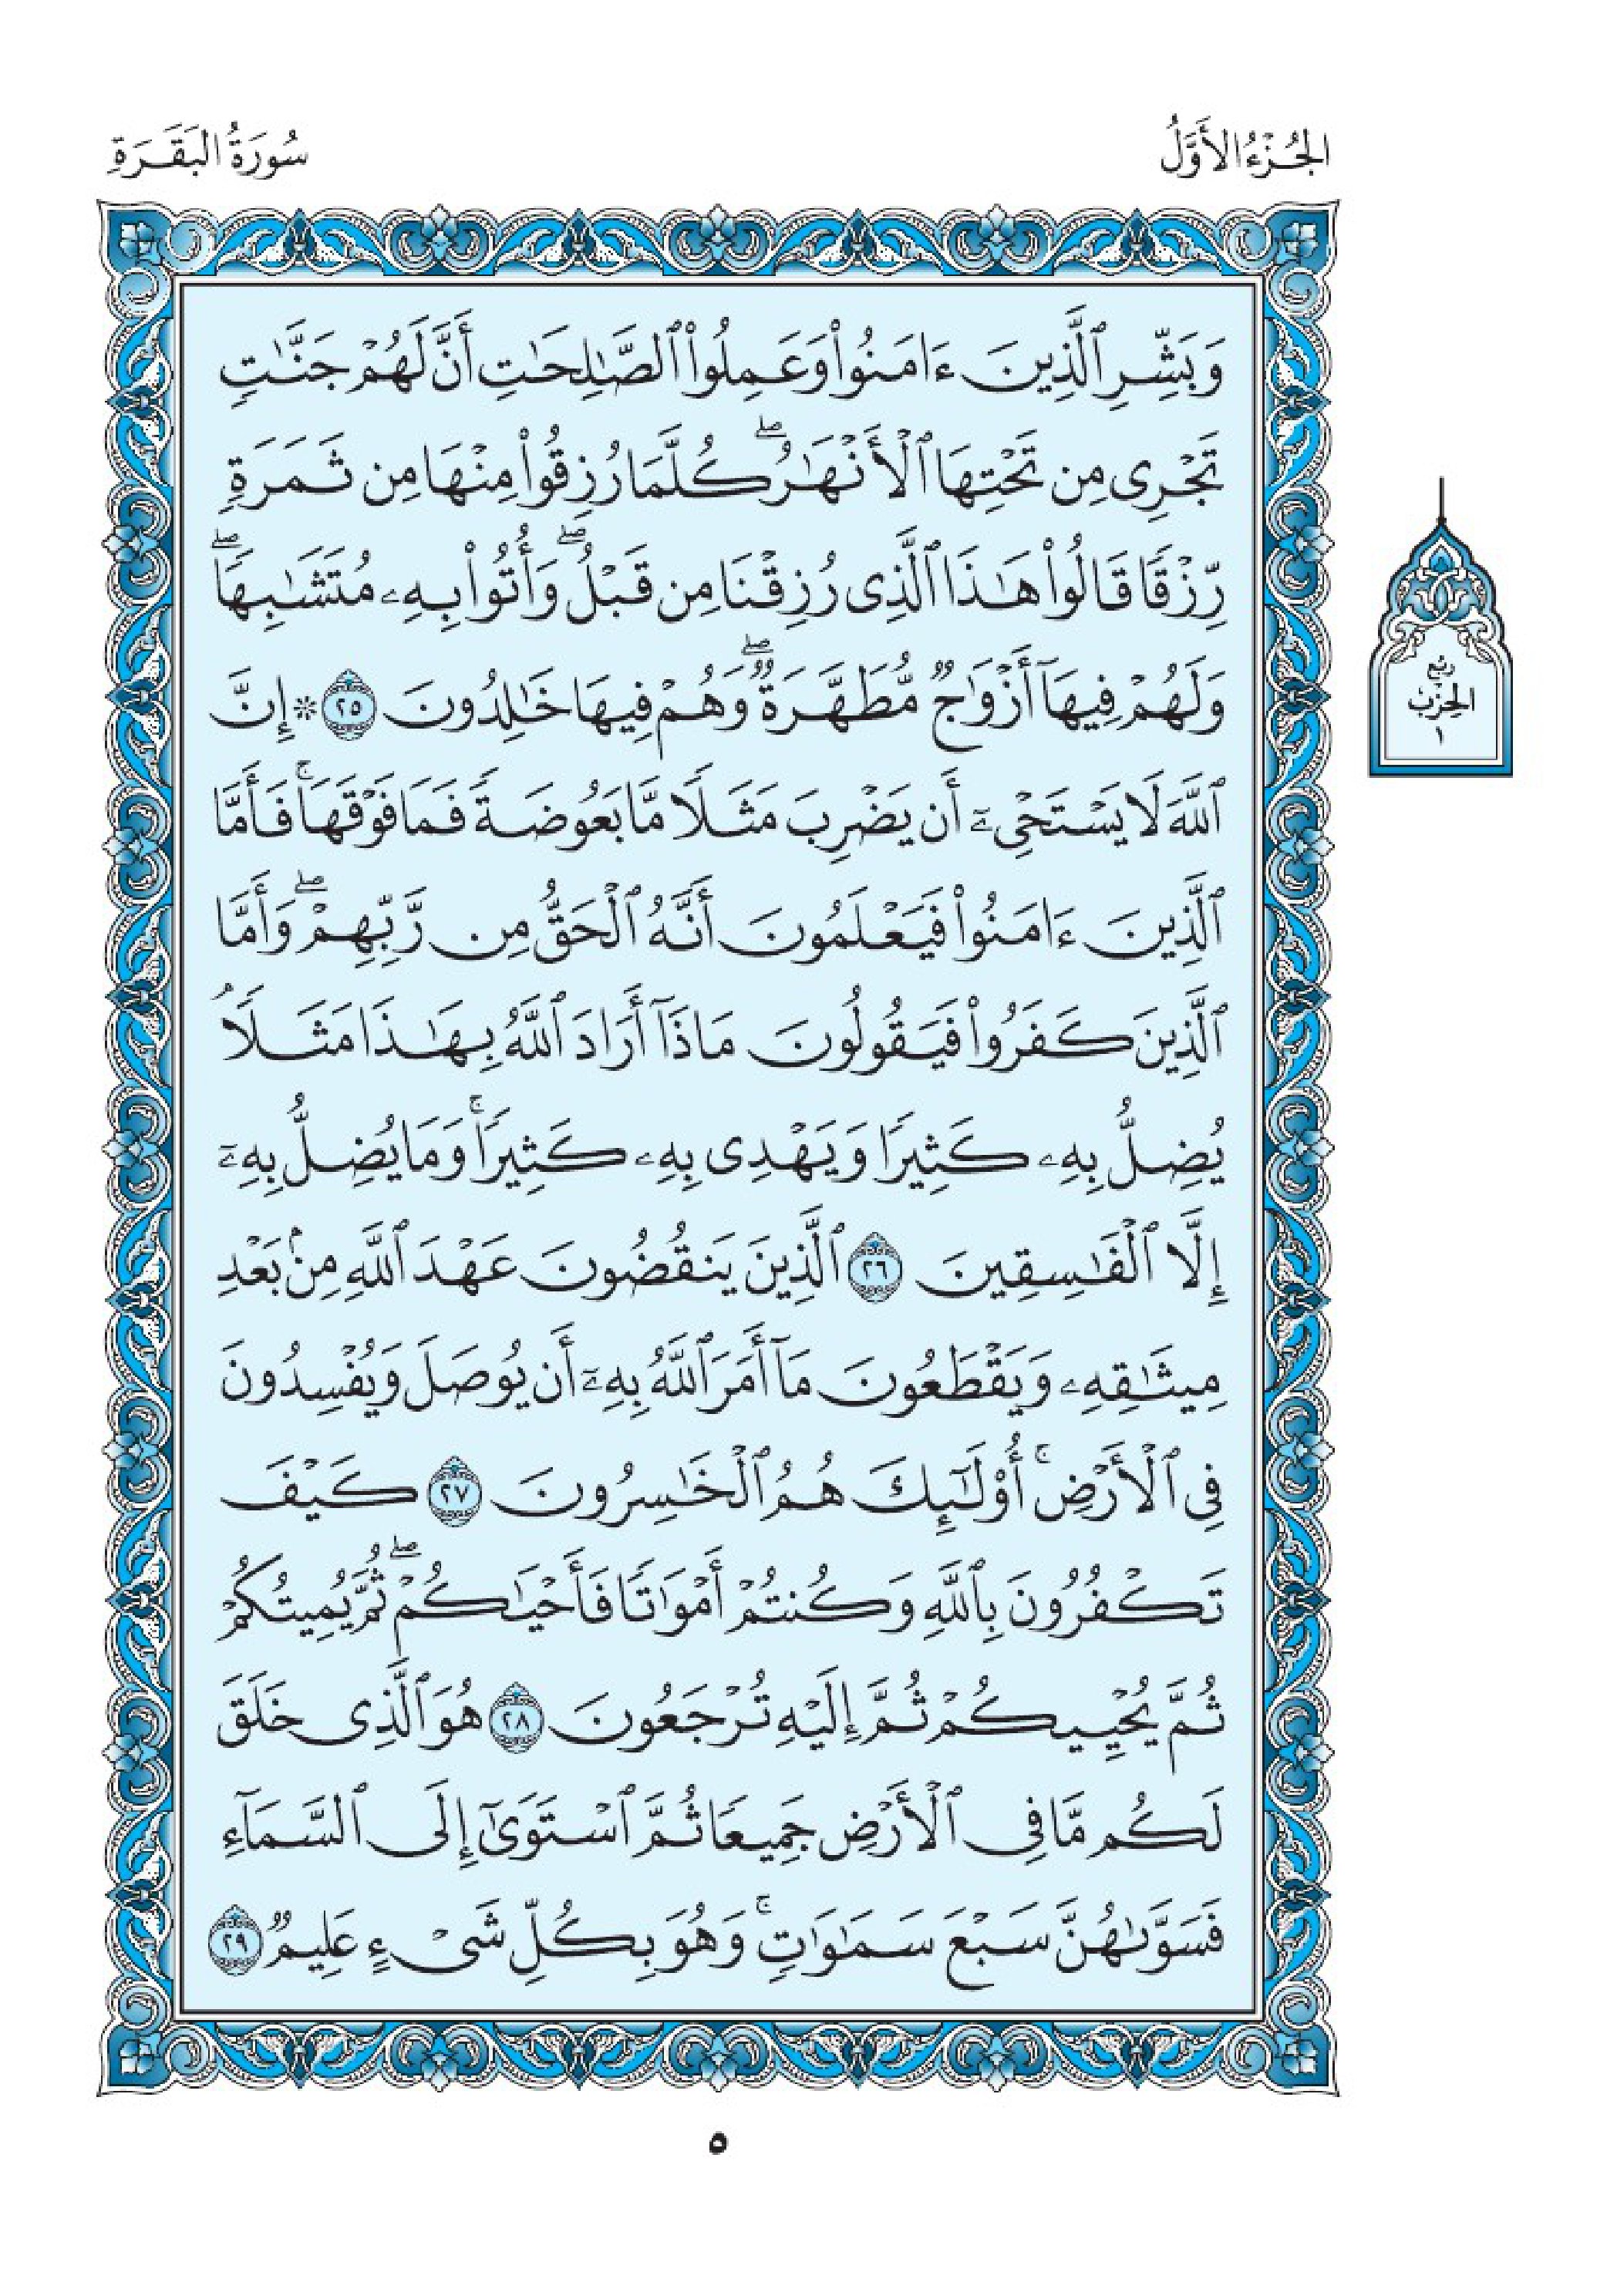 الجُزْءُ الأَوَّلُ
سُورَةُ البَقَرَةِ
وَبَشِّرِ ٱلَّذِينَ ءَامَنُوا۟ وَعَمِلُوا۟ ٱلصَّٰلِحَٰتِ أَنَّ لَهُمْ جَنَّٰتٍ
تَجْرِى مِن تَحْتِهَا ٱلْأَنْهَٰرُ ۖ كُلَّمَا رُزِقُوا۟ مِنْهَا مِن ثَمَرَةٍ
رِّزْقًا قَالُوا۟ هَٰذَا ٱلَّذِى رُزِقْنَا مِن قَبْلُ ۖ وَأُتُوا۟ بِهِۦ مُتَشَٰبِهًا ۖ
وَلَهُمْ فِيهَآ أَزْوَٰجٌ مُّطَهَّرَةٌ ۖ وَهُمْ فِيهَا خَٰلِدُونَ ٢٥ ۞ إِنَّ
ٱللَّهَ لَا يَسْتَحْىِۦٓ أَن يَضْرِبَ مَثَلًا مَّا بَعُوضَةً فَمَا فَوْقَهَا ۚ فَأَمَّا
ٱلَّذِينَ ءَامَنُوا۟ فَيَعْلَمُونَ أَنَّهُ ٱلْحَقُّ مِن رَّبِّهِمْ ۖ وَأَمَّا
ٱلَّذِينَ كَفَرُوا۟ فَيَقُولُونَ مَاذَآ أَرَادَ ٱللَّهُ بِهَٰذَا مَثَلًا ۘ
يُضِلُّ بِهِۦ كَثِيرًا وَيَهْدِى بِهِۦ كَثِيرًا ۚ وَمَا يُضِلُّ بِهِۦٓ
إِلَّا ٱلْفَٰسِقِينَ ٢٦ ٱلَّذِينَ يَنقُضُونَ عَهْدَ ٱللَّهِ مِنۢ بَعْدِ
مِيثَٰقِهِۦ وَيَقْطَعُونَ مَآ أَمَرَ ٱللَّهُ بِهِۦٓ أَن يُوصَلَ وَيُفْسِدُونَ
فِى ٱلْأَرْضِ ۚ أُو۟لَٰٓئِكَ هُمُ ٱلْخَٰسِرُونَ ٢٧ كَيْفَ
تَكْفُرُونَ بِٱللَّهِ وَكُنتُمْ أَمْوَٰتًا فَأَحْيَٰكُمْ ۖ ثُمَّ يُمِيتُكُمْ
ثُمَّ يُحْيِيكُمْ ثُمَّ إِلَيْهِ تُرْجَعُونَ ٢٨ هُوَ ٱلَّذِى خَلَقَ
لَكُم مَّا فِى ٱلْأَرْضِ جَمِيعًا ثُمَّ ٱسْتَوَىٰٓ إِلَى ٱلسَّمَآءِ
فَسَوَّىٰهُنَّ سَبْعَ سَمَٰوَٰتٍ ۚ وَهُوَ بِكُلِّ شَىْءٍ عَلِيمٌ ٢٩
ربع
الحزب
١
٥